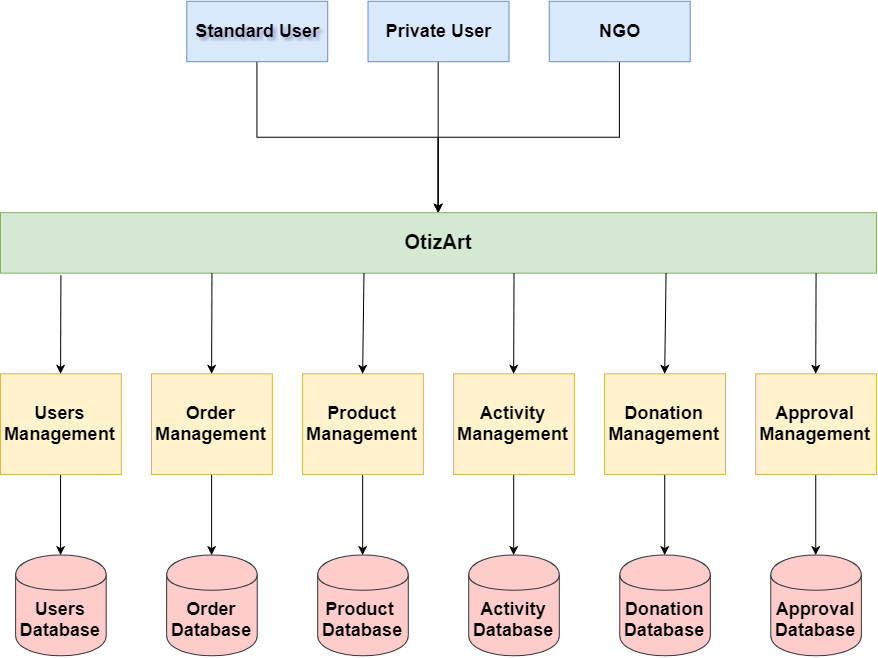 Standard User
Private User
NGO
OtizArt
Users
Management
Order
Management
Product
Management
Activity
Management
Donation
Management
Approval
Management
Users
Database
Order
Database
Product
Database
Activity
Database
Donation
Database
Approval
Database